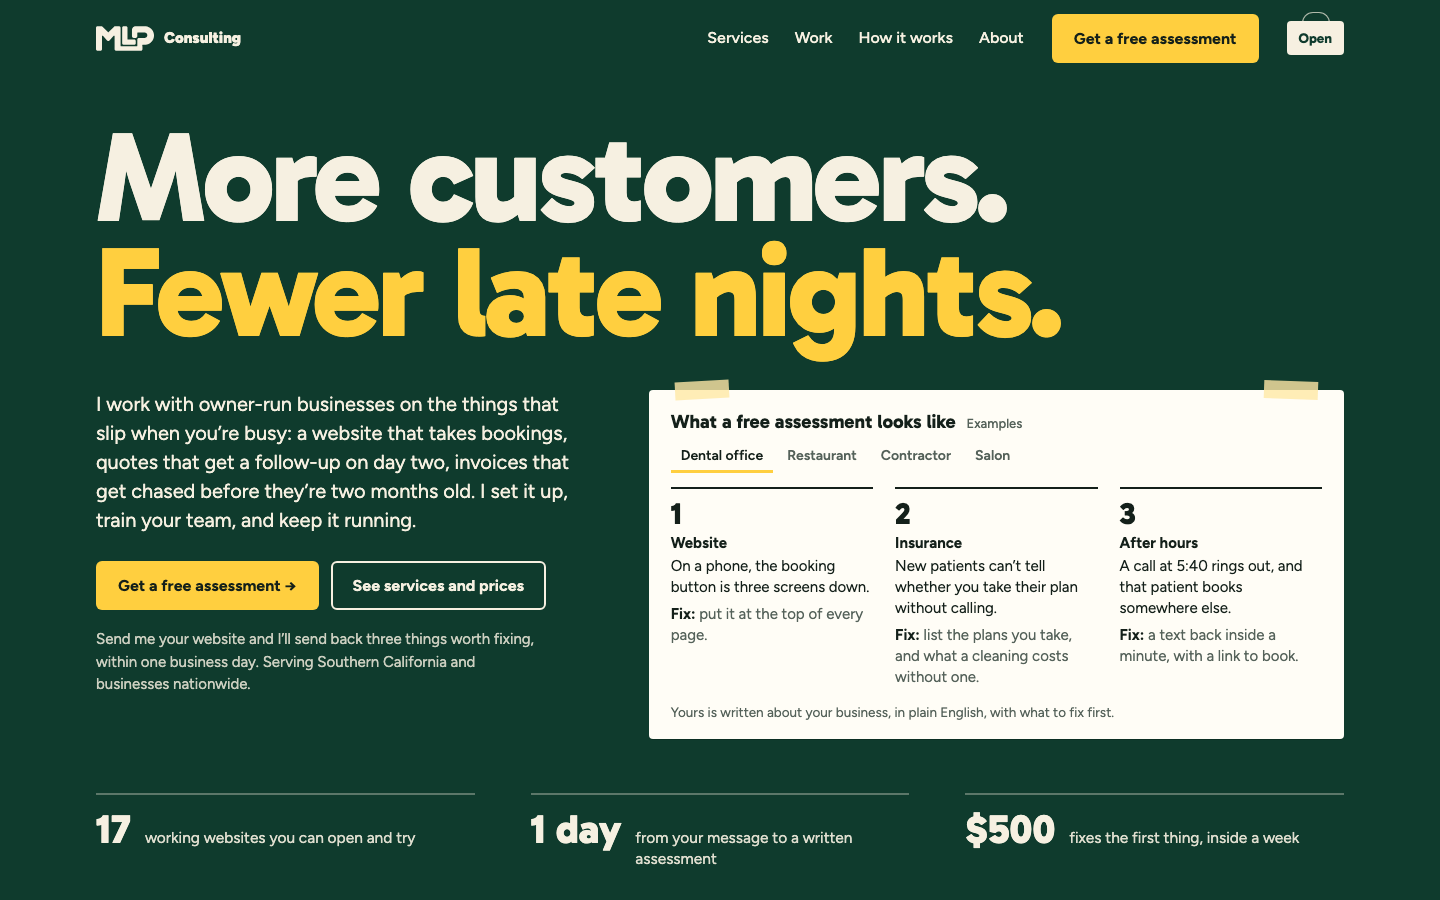 MLP Consulting
Services
Work
How it works
About
Get a free assessment
Open
More customers.
Fewer late nights.
I work with owner-run businesses on the things that
slip when you’re busy: a website that takes bookings,
quotes that get a follow-up on day two, invoices that
get chased before they’re two months old. I set it up,
train your team, and keep it running.
Get a free assessment →
See services and prices
Send me your website and I’ll send back three things worth fixing,
within one business day. Serving Southern California and
businesses nationwide.
What a free assessment looks like Examples
Dental office
Restaurant
Contractor
Salon
1
Website
On a phone, the booking
button is three screens down.
Fix: put it at the top of every
page.
2
Insurance
New patients can’t tell
whether you take their plan
without calling.
Fix: list the plans you take,
and what a cleaning costs
without one.
3
After hours
A call at 5:40 rings out, and
that patient books
somewhere else.
Fix: a text back inside a
minute, with a link to book.
Yours is written about your business, in plain English, with what to fix first.
17 working websites you can open and try
1 day from your message to a written
assessment
$500 fixes the first thing, inside a week